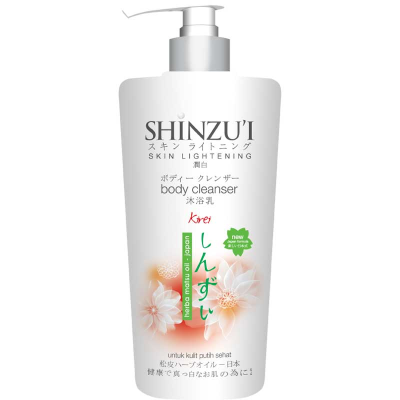 SHINZU'I
スキン ライトニング
SKIN LIGHTENING
潤白
ボディー クレンザー
body cleanser
沐浴乳
Kirei
new
herba matsu oil - japan
しんずい
untuk kulit putih sehat
松皮ハーブオイル－日本
健康で真っ白なお肌の為に!